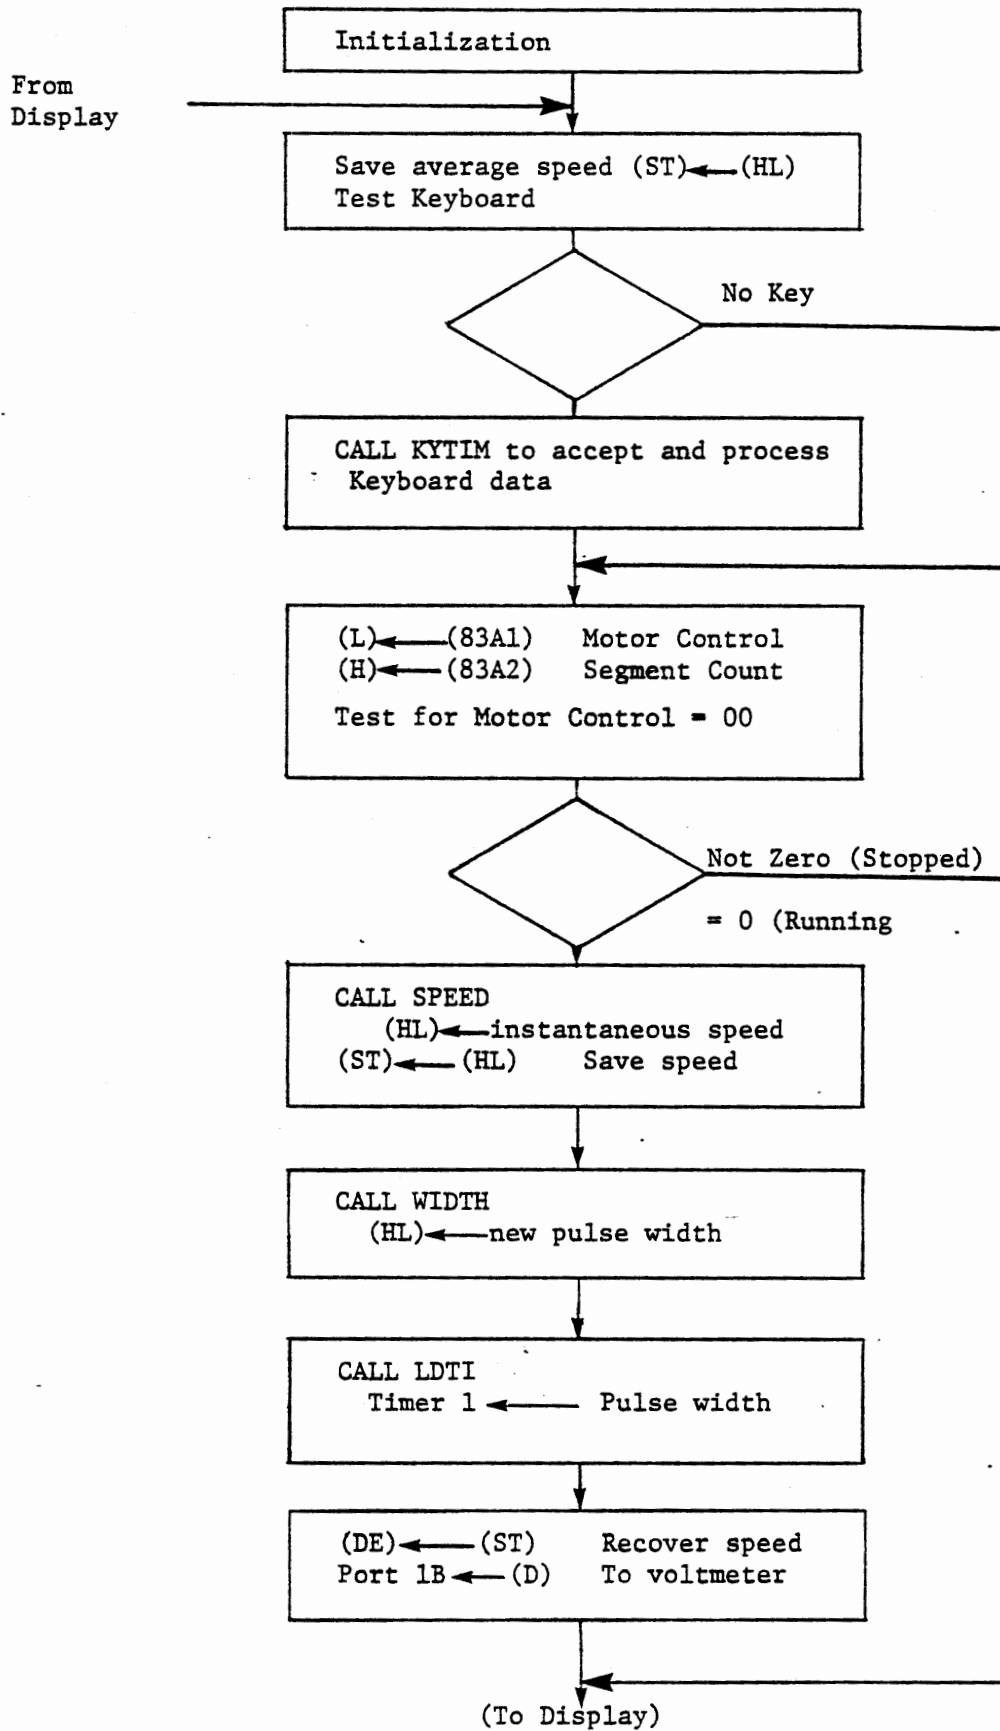 Initialization
From
Display
Save average speed (ST)←(HL)
Test Keyboard
No Key
CALL KYTIM to accept and process
Keyboard data
(L)←(83A1) Motor Control
(H)←(83A2) Segment Count
Test for Motor Control = 00
Not Zero (Stopped)
= 0 (Running
CALL SPEED
(HL)←instantaneous speed
(ST)←(HL) Save speed
CALL WIDTH
(HL)←new pulse width
CALL LDTI
Timer 1← Pulse width
(DE)←(ST) Recover speed
Port 1B←(D) To voltmeter
(To Display)